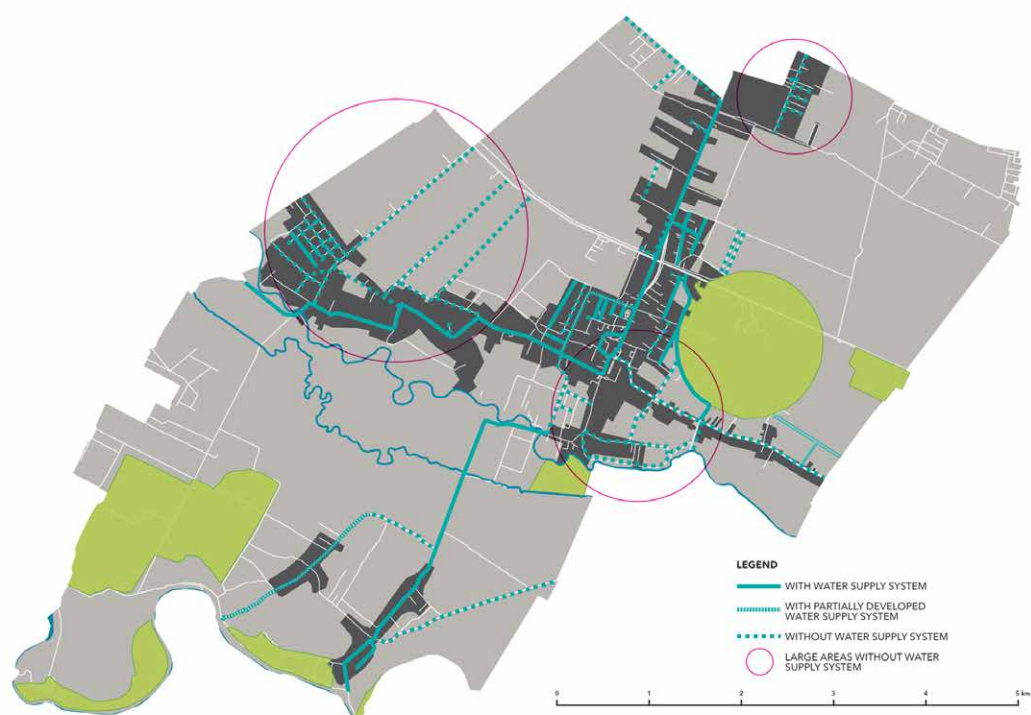 LEGEND
WITH WATER SUPPLY SYSTEM
WITH PARTIALLY DEVELOPED
WATER SUPPLY SYSTEM
WITHOUT WATER SUPPLY SYSTEM
LARGE AREAS WITHOUT WATER
SUPPLY SYSTEM
0 1 2 3 4 5 km